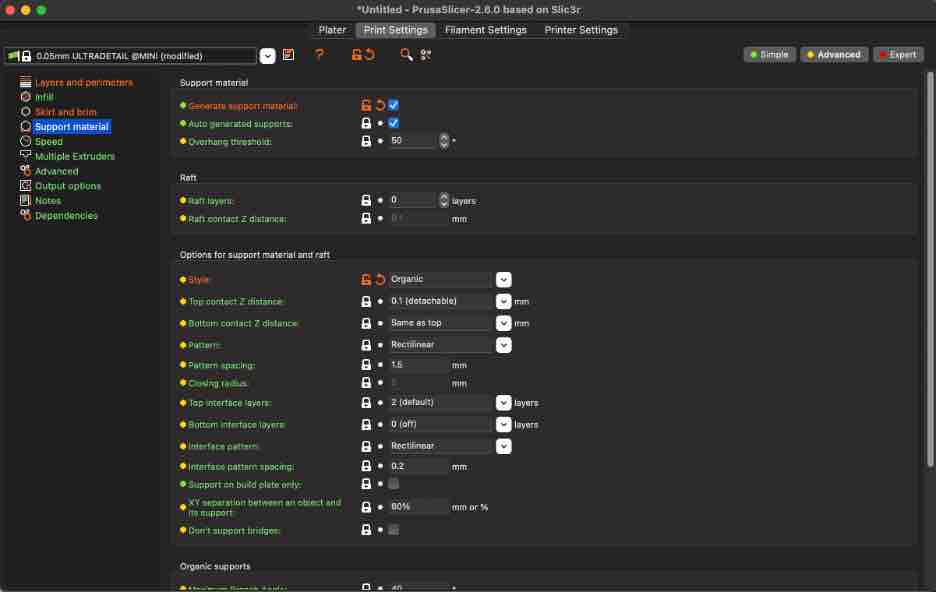 *Untitled - PrusaSlicer-2.6.0 based on Slic3r
Plater Print Settings Filament Settings Printer Settings
0.05mm ULTRADETAIL @MINI (modified) ? Simple Advanced Expert
Layers and perimeters
Infill
Skirt and brim
Support material
Speed
Multiple Extruders
Advanced
Output options
Notes
Dependencies
Support material
Generate support material:
Auto generated supports:
Overhang threshold: 50 °
Raft
Raft layers: 0 layers
Raft contact Z distance: 0.1 mm
Options for support material and raft
Style: Organic
Top contact Z distance: 0.1 (detachable) mm
Bottom contact Z distance: Same as top mm
Pattern: Rectilinear
Pattern spacing: 1.5 mm
Closing radius: mm
Top interface layers: 2 (default) layers
Bottom interface layers: 0 (off) layers
Interface pattern: Rectilinear
Interface pattern spacing: 0.2 mm
Support on build plate only:
XY separation between an object and
its support: 60% mm or %
Don't support bridges:
Organic supports
Maximum Branch Angle: 40 °